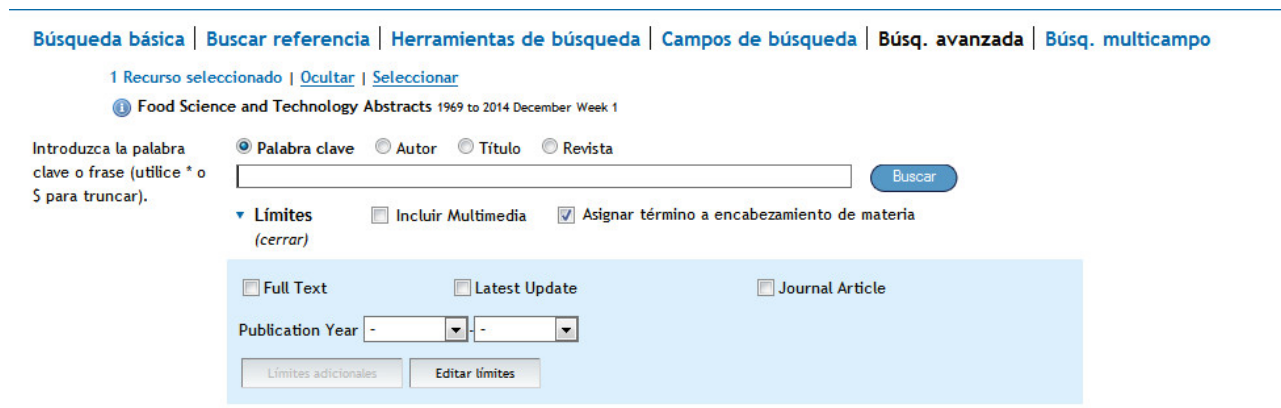 Búsqueda básica | Buscar referencia | Herramientas de búsqueda | Campos de búsqueda | Búsq. avanzada | Búsq. multicampo
1 Recurso seleccionado | Ocultar | Seleccionar
Food Science and Technology Abstracts 1969 to 2014 December Week 1
Introduzca la palabra
clave o frase (utilice * o
$ para truncar).
Palabra clave Autor Título Revista
Buscar
Límites Incluir Multimedia Asignar término a encabezamiento de materia
(cerrar)
Full Text Latest Update Journal Article
Publication Year - - -
Límites adicionales Editar límites